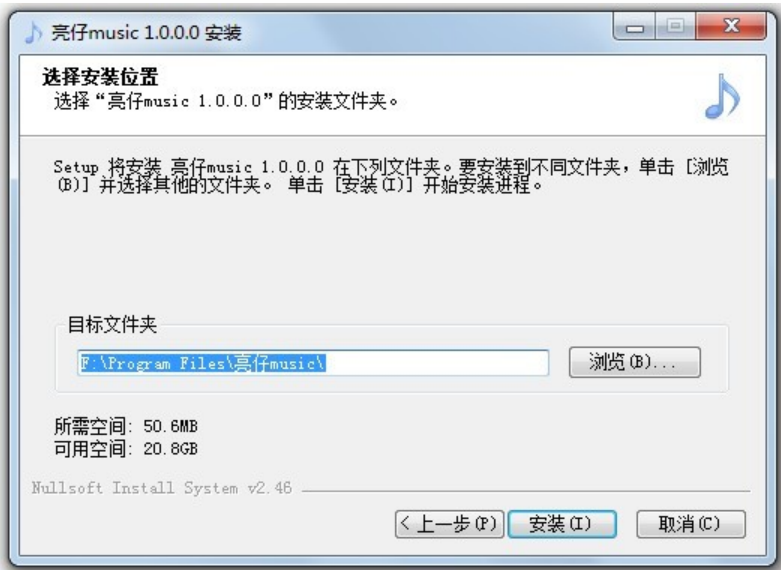 亮仔music 1.0.0.0 安装
选择安装位置
选择“亮仔music 1.0.0.0”的安装文件夹。
Setup 将安装 亮仔music 1.0.0.0 在下列文件夹。要安装到不同文件夹，单击 [浏览
(B)] 并选择其他的文件夹。 单击 [安装(I)] 开始安装进程。
目标文件夹
F:\Program Files\亮仔music\
浏览(B)...
所需空间: 50.6MB
可用空间: 20.8GB
Nullsoft Install System v2.46
< 上一步(P)
安装(I)
取消(C)